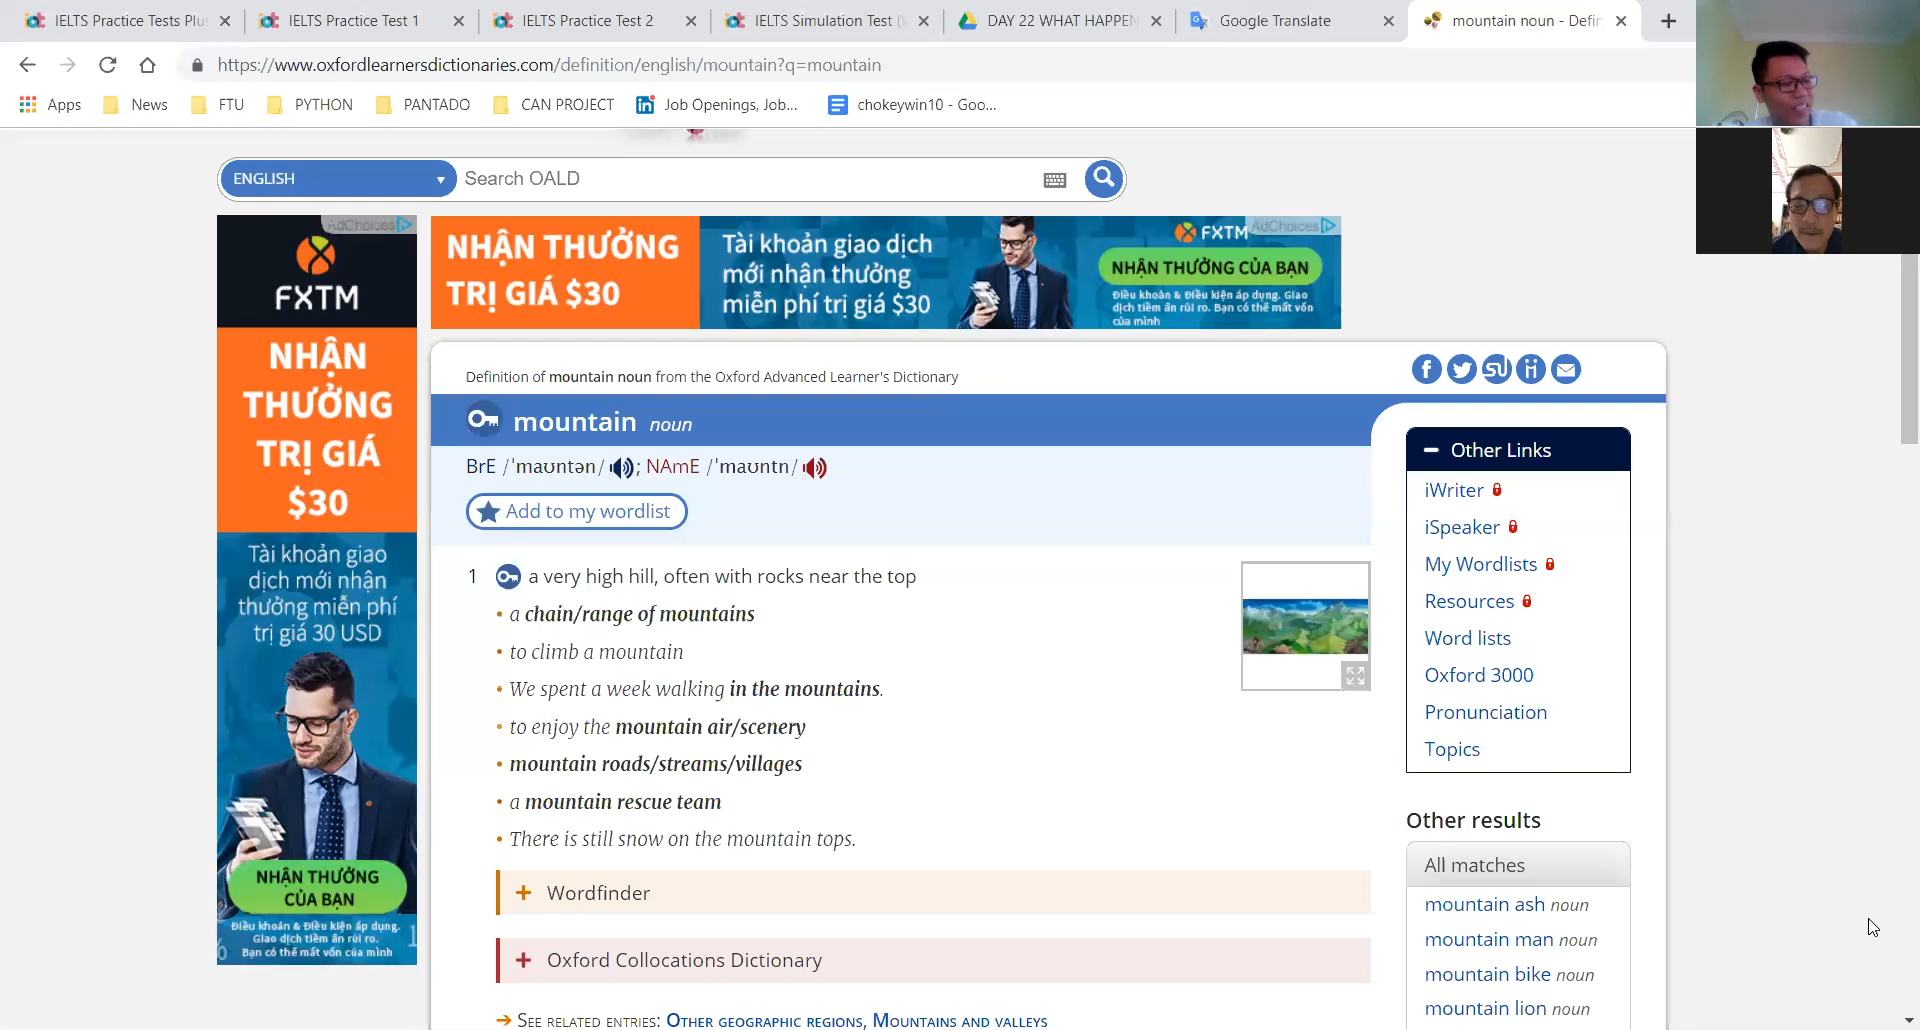 IELTS Practice Tests Plu
IELTS Practice Test 1
IELTS Practice Test 2
IELTS Simulation Test (
DAY 22 WHAT HAPPEN
Google Translate
mountain noun - Defin
https://www.oxfordlearnersdictionaries.com/definition/english/mountain?q=mountain
Apps
News
FTU
PYTHON
PANTADO
CAN PROJECT
Job Openings, Job...
chokeywin10 - Goo...
ENGLISH
Search OALD
AdChoices
FXTM
NHẬN
THƯỞNG
TRỊ GIÁ
$30
Tài khoản giao
dịch mới nhận
thưởng miễn phí
trị giá 30 USD
NHẬN THƯỞNG
CỦA BẠN
Điều khoản & Điều kiện áp dụng.
Giao dịch tiềm ẩn rủi ro.
Bạn có thể mất vốn của mình
NHẬN THƯỞNG
TRỊ GIÁ $30
Tài khoản giao dịch
mới nhận thưởng
miễn phí trị giá $30
FXTM
AdChoices
NHẬN THƯỞNG CỦA BẠN
Điều khoản & Điều kiện áp dụng. Giao
dịch tiềm ẩn rủi ro. Bạn có thể mất vốn
của mình
Definition of mountain noun from the Oxford Advanced Learner's Dictionary
mountain noun
BrE /ˈmaʊntən/ ; NAmE /ˈmaʊntn/
Add to my wordlist
1 a very high hill, often with rocks near the top
• a chain/range of mountains
• to climb a mountain
• We spent a week walking in the mountains.
• to enjoy the mountain air/scenery
• mountain roads/streams/villages
• a mountain rescue team
• There is still snow on the mountain tops.
+ Wordfinder
+ Oxford Collocations Dictionary
SEE RELATED ENTRIES: OTHER GEOGRAPHIC REGIONS, MOUNTAINS AND VALLEYS
Other Links
iWriter
iSpeaker
My Wordlists
Resources
Word lists
Oxford 3000
Pronunciation
Topics
Other results
All matches
mountain ash noun
mountain man noun
mountain bike noun
mountain lion noun